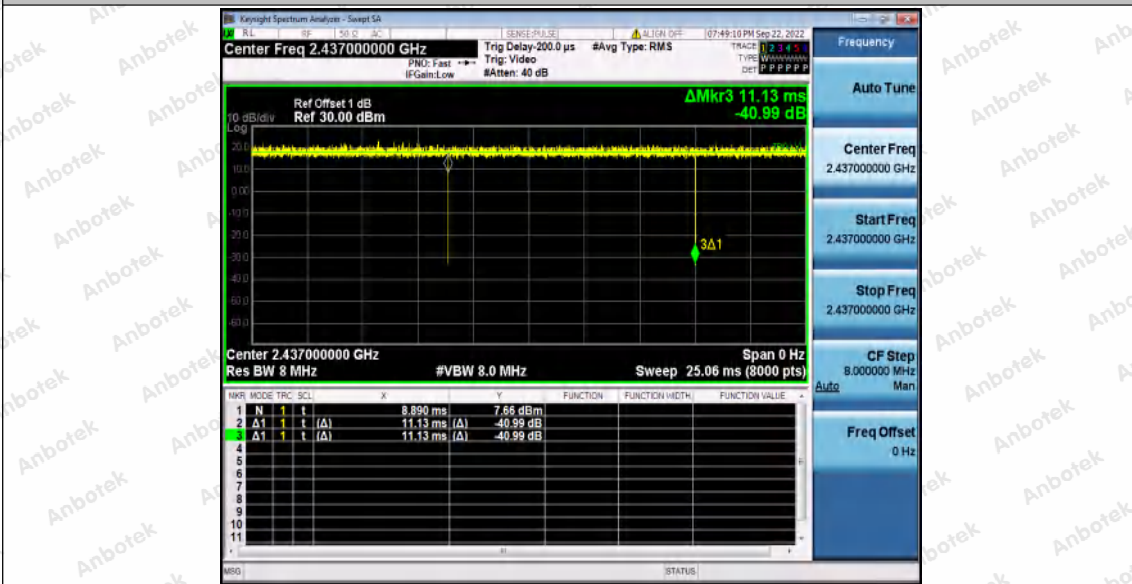 Keysight Spectrum Analyzer - Swept SA
RL RF 50 Ω AC SENSE:PULSE ALIGN OFF 07:49:10 PM Sep 22, 2022
Center Freq 2.437000000 GHz
PNO: Fast
IFGain:Low
Trig Delay-200.0 µs
Trig: Video
#Atten: 40 dB
#Avg Type: RMS
TRACE 1 2 3 4 5 6
TYPE WWWWWW
DET P P P P P P
ΔMkr3 11.13 ms
-40.99 dB
Ref Offset 1 dB
10 dB/div Ref 30.00 dBm
Log
20.0
10.0
0.00
-10.0
-20.0
-30.0
-40.0
-50.0
-60.0
3Δ1
Center 2.437000000 GHz Span 0 Hz
Res BW 8 MHz #VBW 8.0 MHz Sweep 25.06 ms (8000 pts)
MKR MODE TRC SCL X Y FUNCTION FUNCTION WIDTH FUNCTION VALUE
1 N 1 t 8.890 ms 7.66 dBm
2 Δ1 1 t (Δ) 11.13 ms (Δ) -40.99 dB
3 Δ1 1 t (Δ) 11.13 ms (Δ) -40.99 dB
4
5
6
7
8
9
10
11
MSG STATUS
Frequency
Auto Tune
Center Freq
2.437000000 GHz
Start Freq
2.437000000 GHz
Stop Freq
2.437000000 GHz
CF Step
8.000000 MHz
Auto Man
Freq Offset
0 Hz
Anbotek